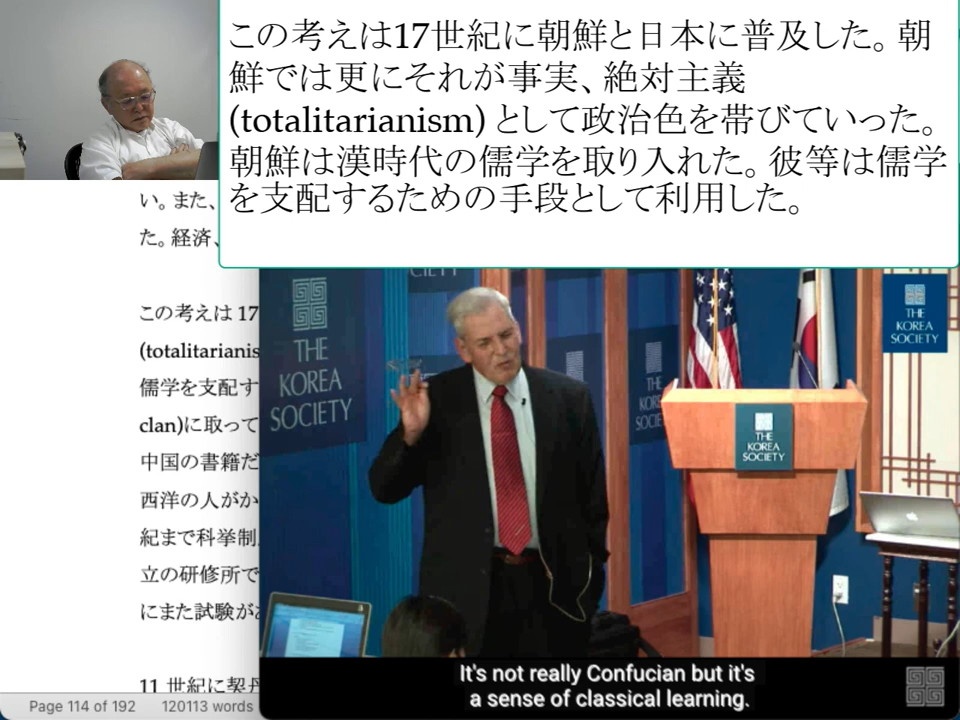 この考えは17世紀に朝鮮と日本に普及した。朝
鮮では更にそれが事実、絶対主義
(totalitarianism) として政治色を帯びていった。
朝鮮は漢時代の儒学を取り入れた。彼等は儒学
を支配するための手段として利用した。
い。また、
た。経済、
この考えは 17
(totalitarianis
儒学を支配す
clan)に取って
中国の書籍だ
西洋の人がか
紀まで科挙制
立の研修所で
にまた試験が
11 世紀に契丹
Page 114 of 192 120113 words
THE
KOREA
SOCIETY
THE
KOREA
SOCIETY
THE
KOREA
SOCIETY
It's not really Confucian but it's
a sense of classical learning.